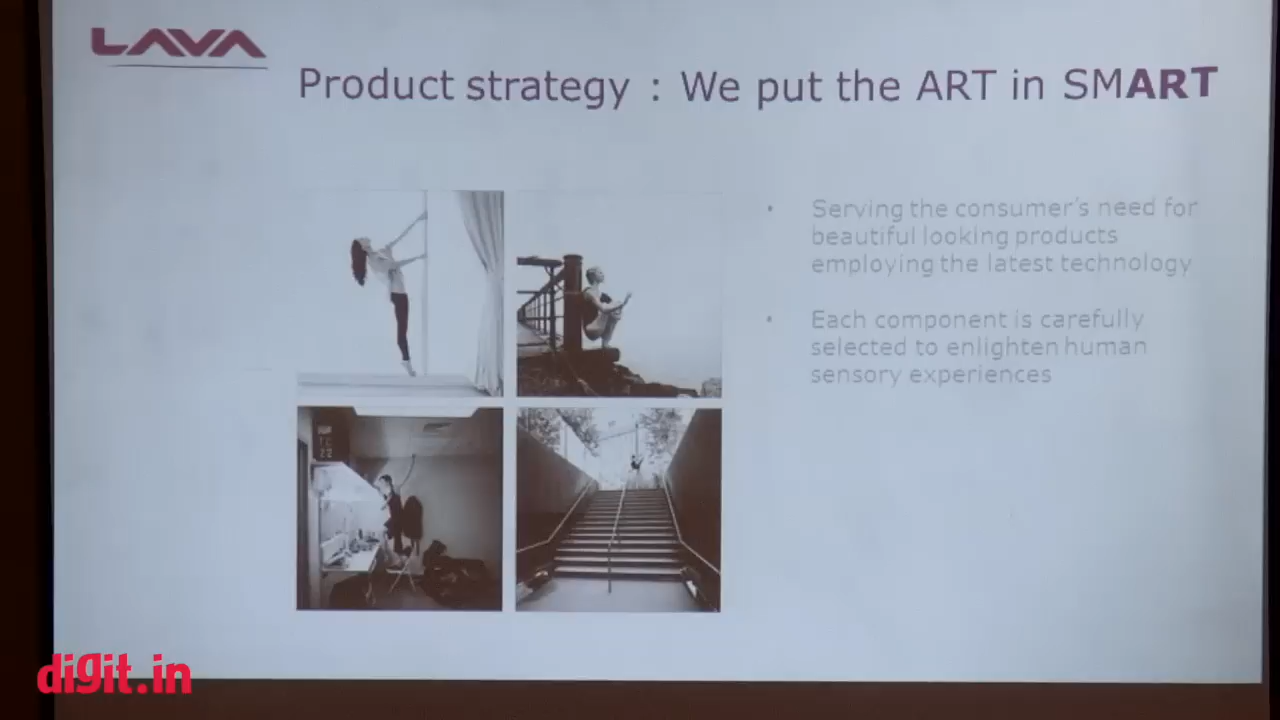 LAVA
Product strategy : We put the ART in SMART
• Serving the consumer's need for
beautiful looking products
employing the latest technology
• Each component is carefully
selected to enlighten human
sensory experiences
digit.in